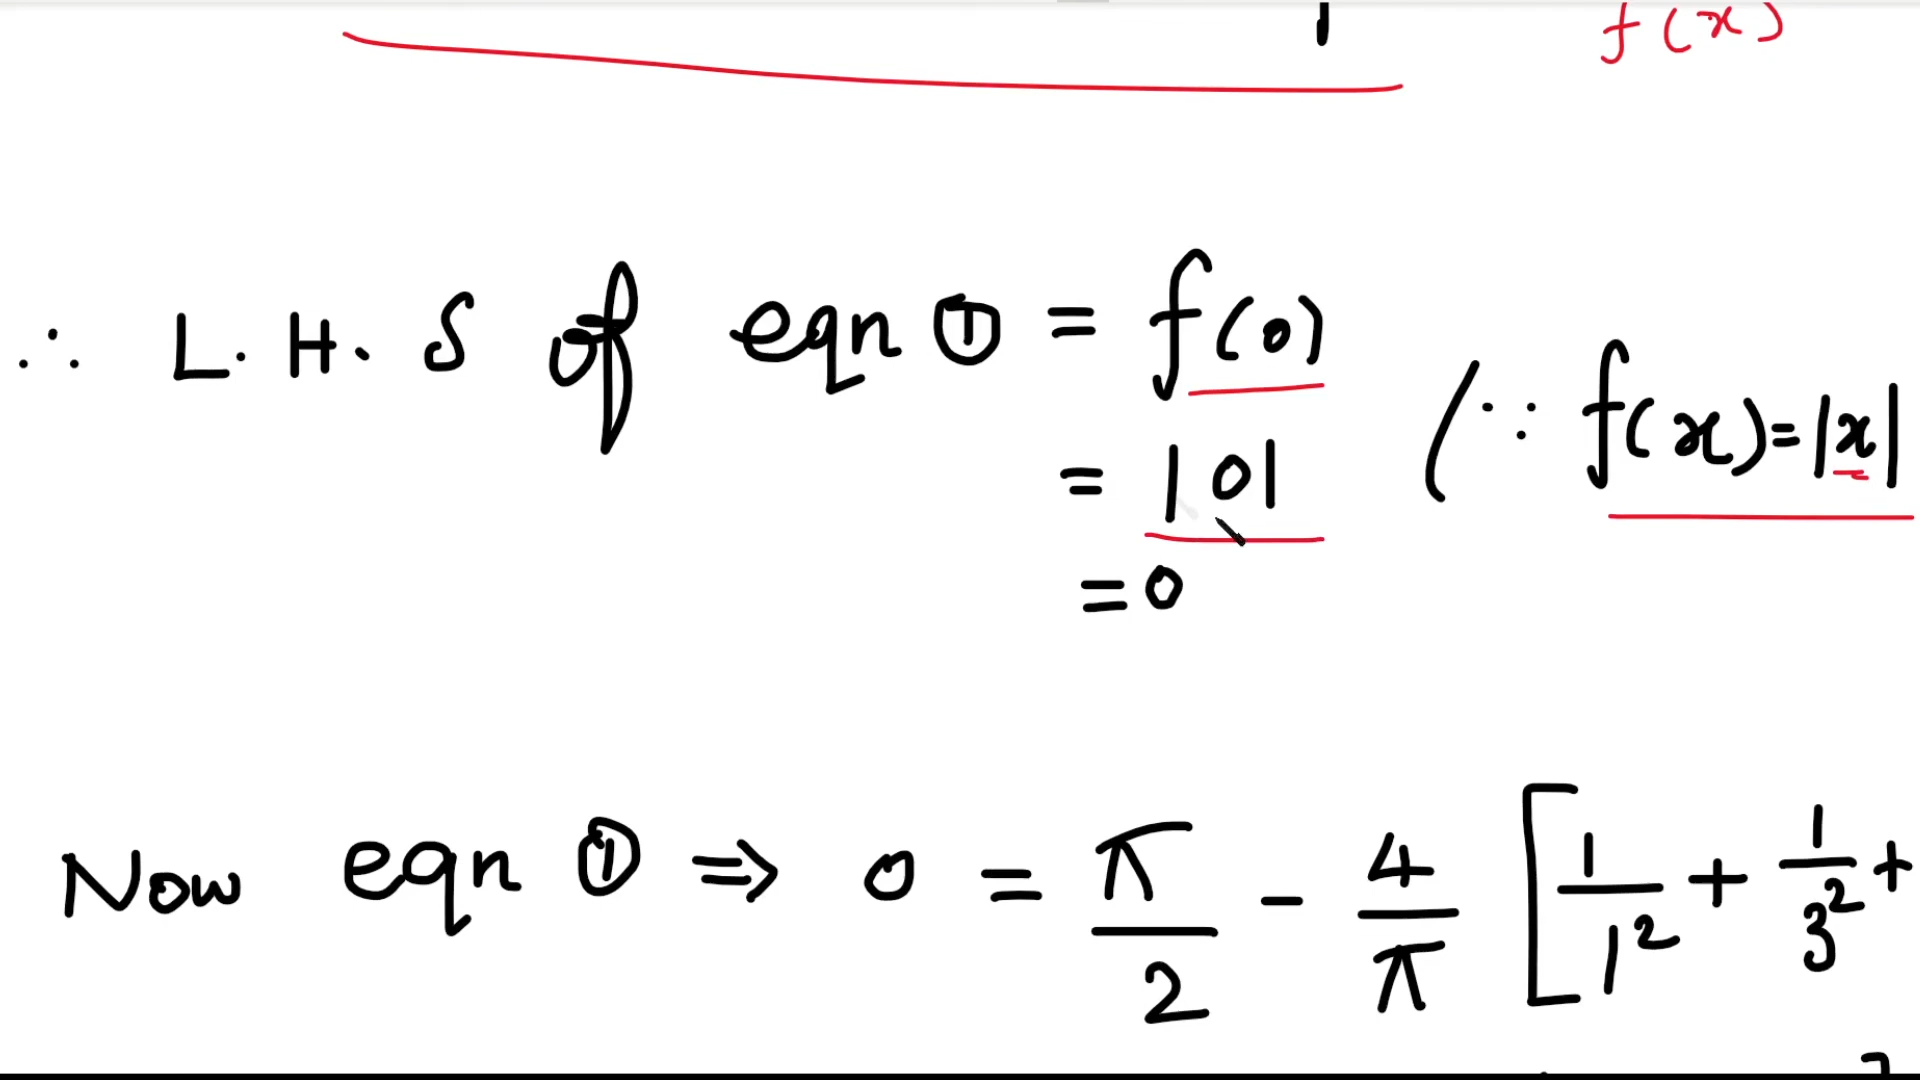 f(x)
∴ L.H.S of eqn ① = f(0)
= |0| (∵ f(x)=|x|
= 0
Now eqn ① ⇒ 0 = π/2 - 4/π [1/1² + 1/3² +